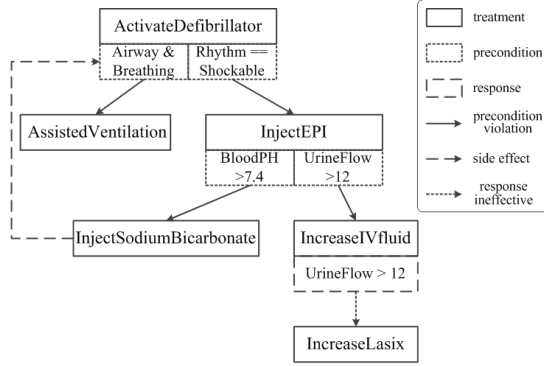 ActivateDefibrillator
Airway &
Breathing
Rhythm ==
Shockable
AssistedVentilation
InjectEPI
BloodPH
>7.4
UrineFlow
>12
InjectSodiumBicarbonate
IncreaseIVfluid
UrineFlow > 12
IncreaseLasix
treatment
precondition
response
precondition
violation
side effect
response
ineffective